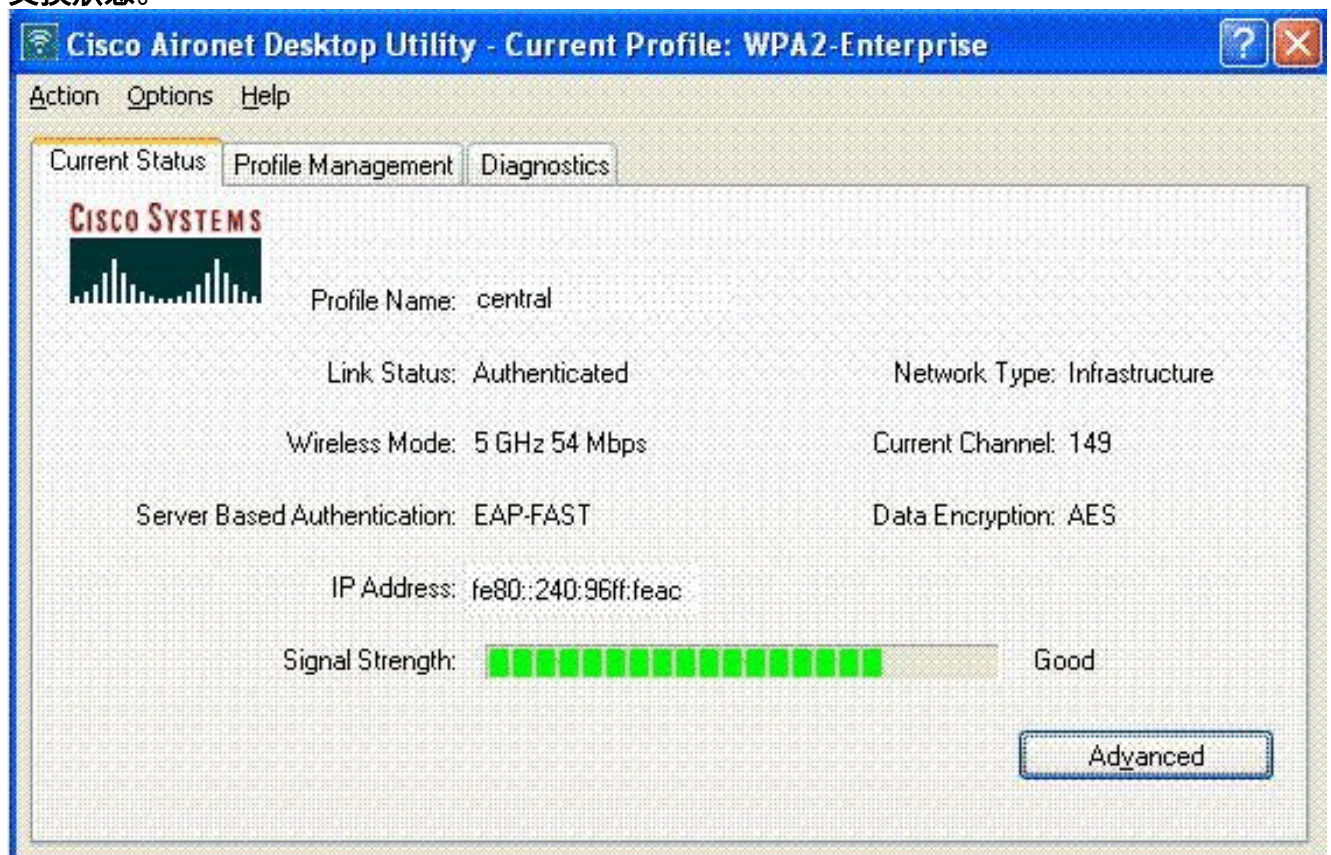 Cisco Aironet Desktop Utility - Current Profile: WPA2-Enterprise
Action Options Help
Current Status Profile Management Diagnostics
CISCO SYSTEMS
Profile Name: central
Link Status: Authenticated Network Type: Infrastructure
Wireless Mode: 5 GHz 54 Mbps Current Channel: 149
Server Based Authentication: EAP-FAST Data Encryption: AES
IP Address: fe80::240:96ff:feac
Signal Strength: Good
Advanced